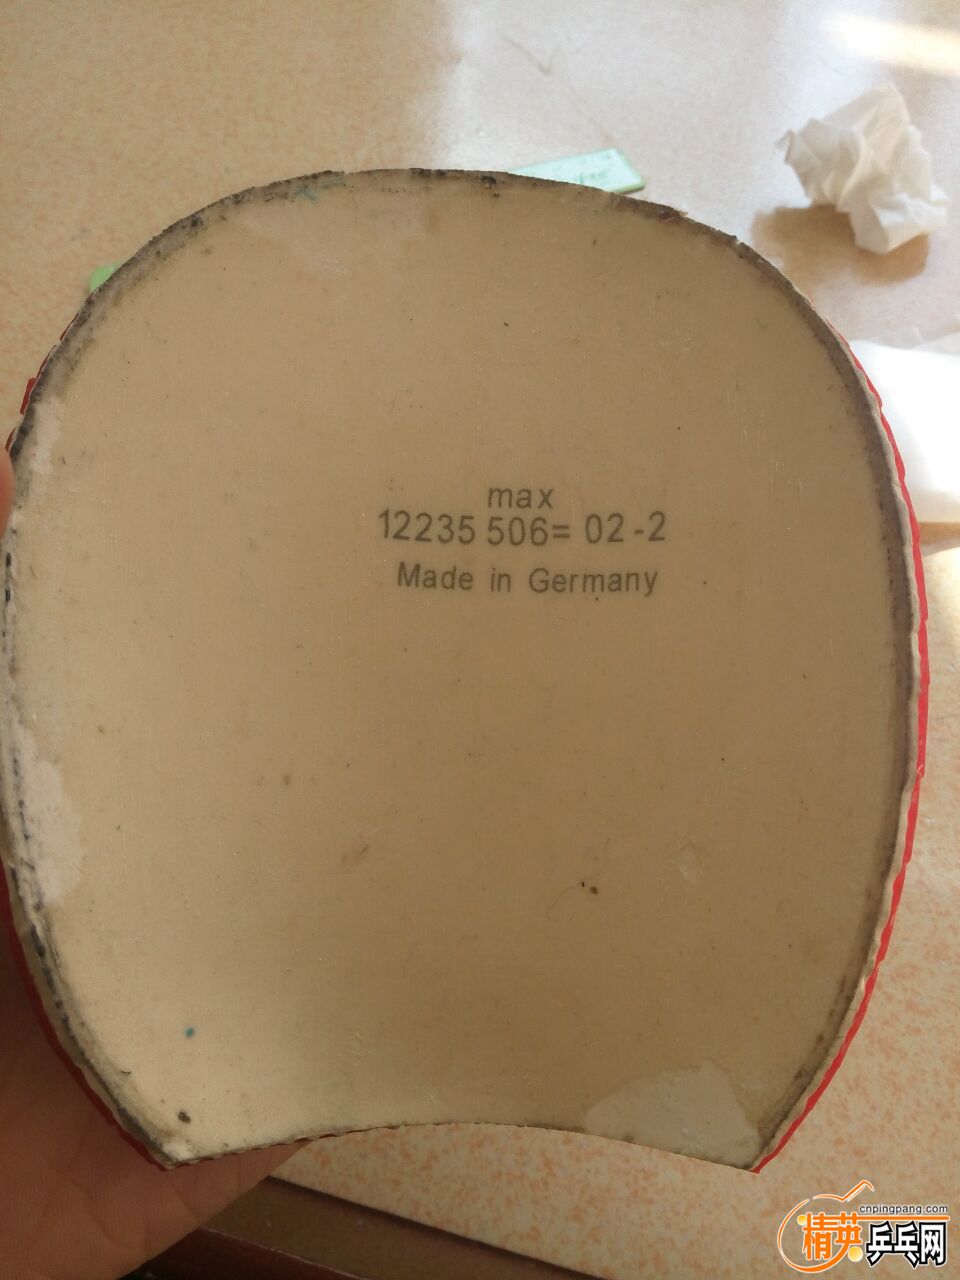 max
12235 506= 02-2
Made in Germany
cnpingpang.com
精英乒乓网